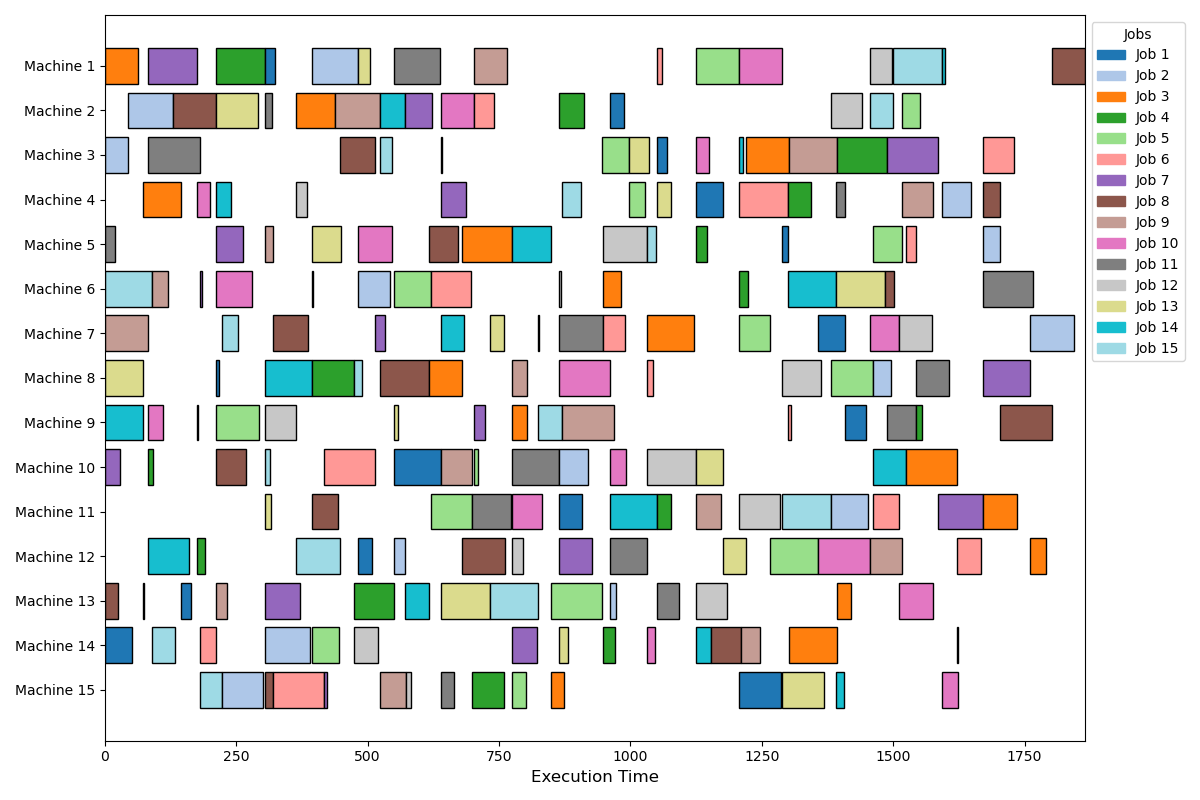 Machine 1
Machine 2
Machine 3
Machine 4
Machine 5
Machine 6
Machine 7
Machine 8
Machine 9
Machine 10
Machine 11
Machine 12
Machine 13
Machine 14
Machine 15
0 250 500 750 1000 1250 1500 1750
Execution Time
Jobs
Job 1
Job 2
Job 3
Job 4
Job 5
Job 6
Job 7
Job 8
Job 9
Job 10
Job 11
Job 12
Job 13
Job 14
Job 15